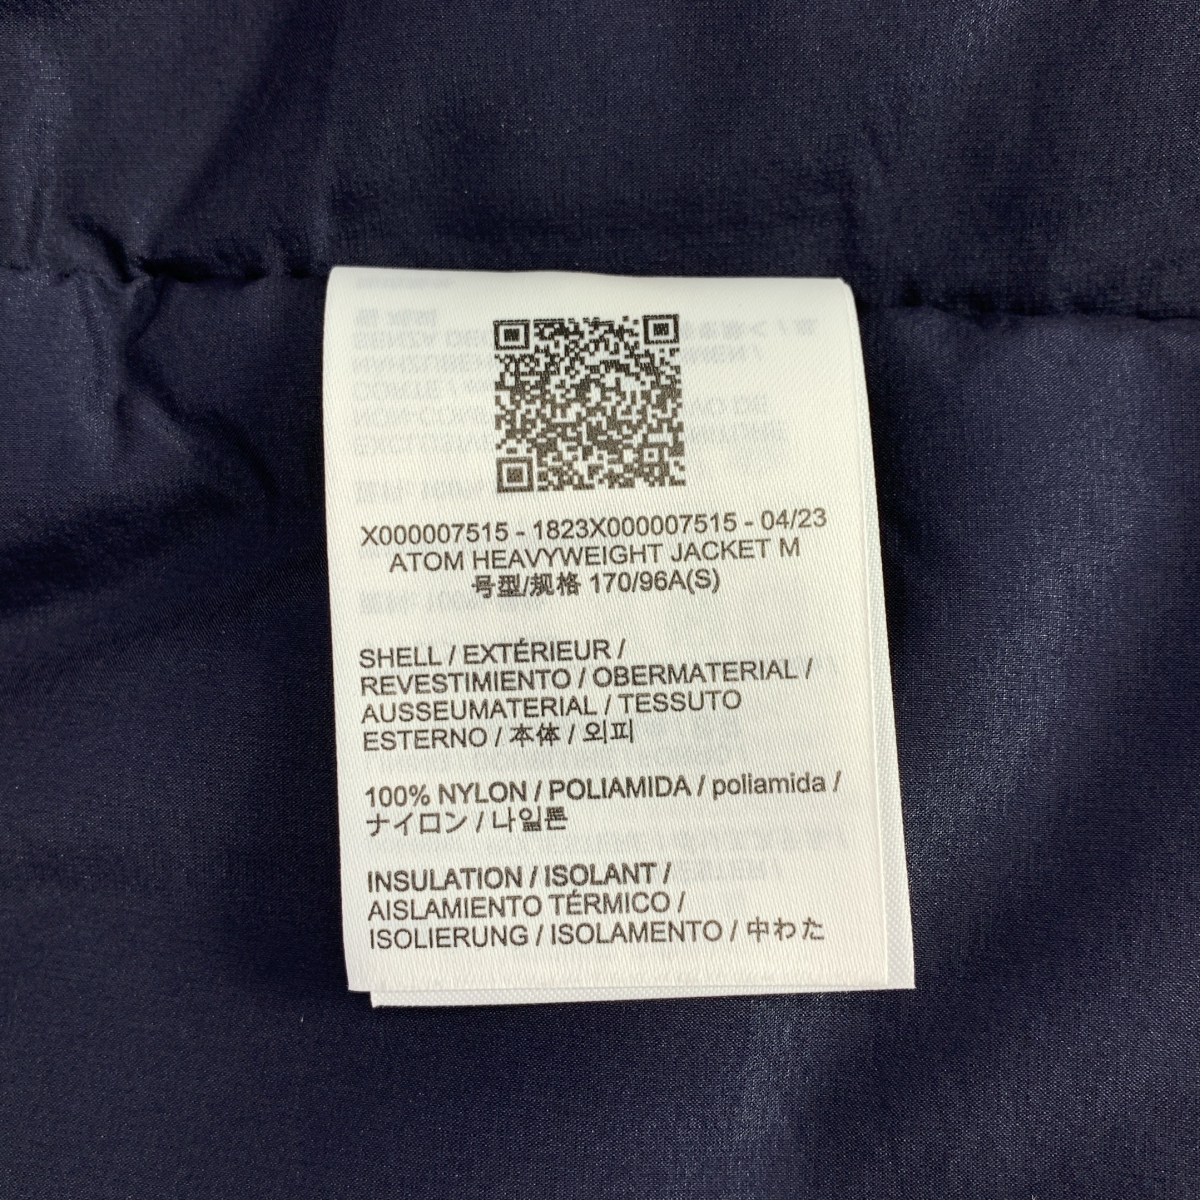 X000007515 - 1823X000007515 - 04/23
ATOM HEAVYWEIGHT JACKET M
号型/规格 170/96A(S)
SHELL / EXTÉRIEUR /
REVESTIMIENTO / OBERMATERIAL /
AUSSEUMATERIAL / TESSUTO
ESTERNO / 本体 / 외피
100% NYLON / POLIAMIDA / poliamida /
ナイロン / 나일론
INSULATION / ISOLANT /
AISLAMIENTO TÉRMICO /
ISOLIERUNG / ISOLAMENTO / 中わた